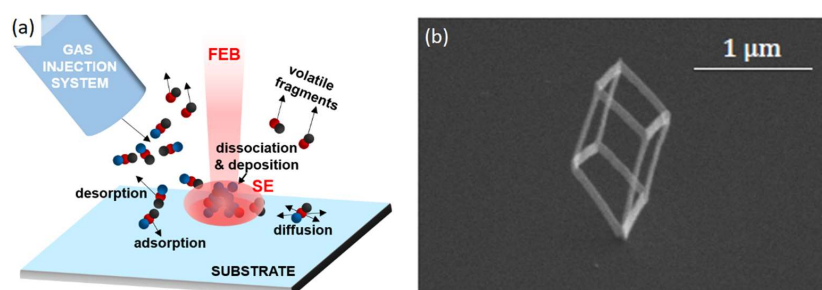 (a)
GAS
INJECTION
SYSTEM
FEB
volatile
fragments
dissociation
& deposition
SE
desorption
adsorption
diffusion
SUBSTRATE
(b)
1 μm